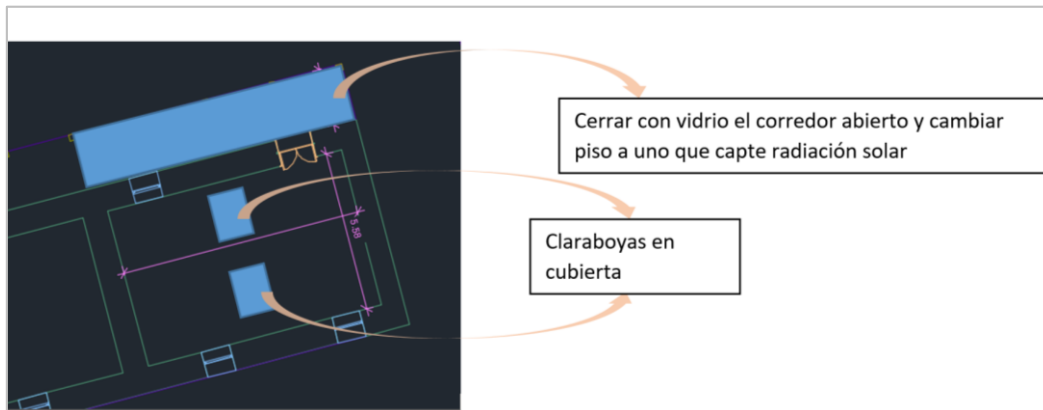 Cerrar con vidrio el corredor abierto y cambiar
piso a uno que capte radiación solar
5.58
Claraboyas en
cubierta